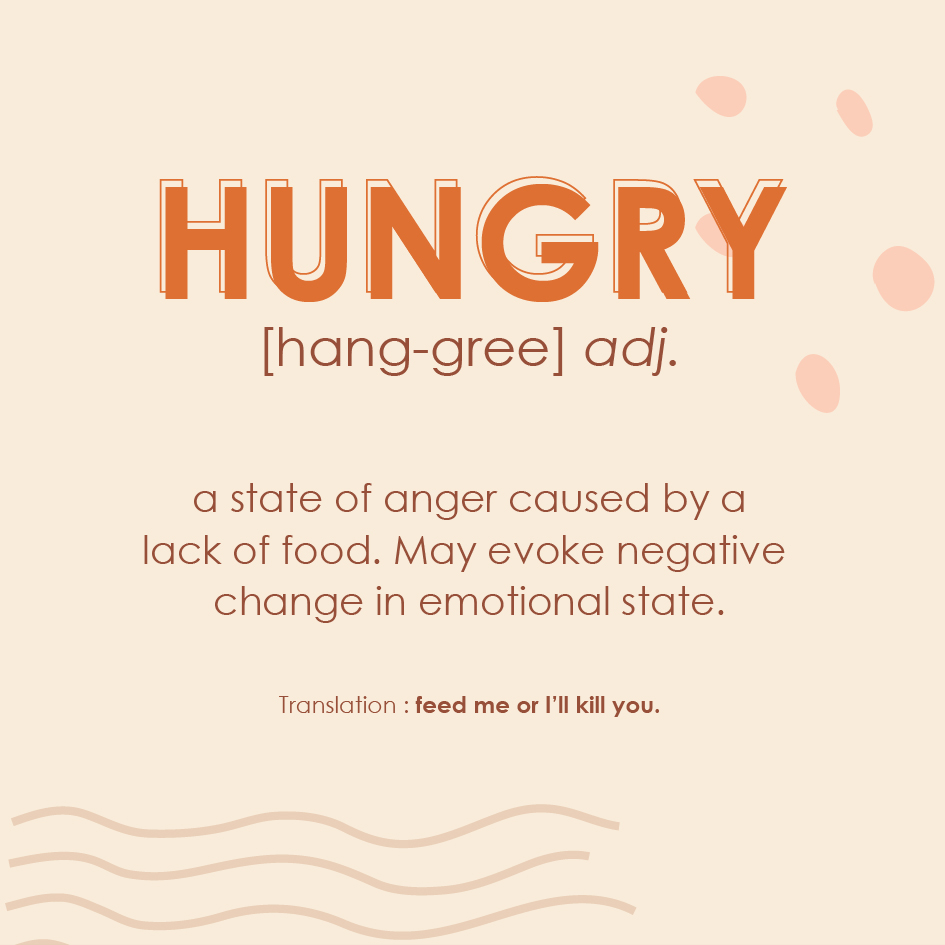 HUNGRY
[hang-gree] adj.
a state of anger caused by a
lack of food. May evoke negative
change in emotional state.
Translation : feed me or I’ll kill you.